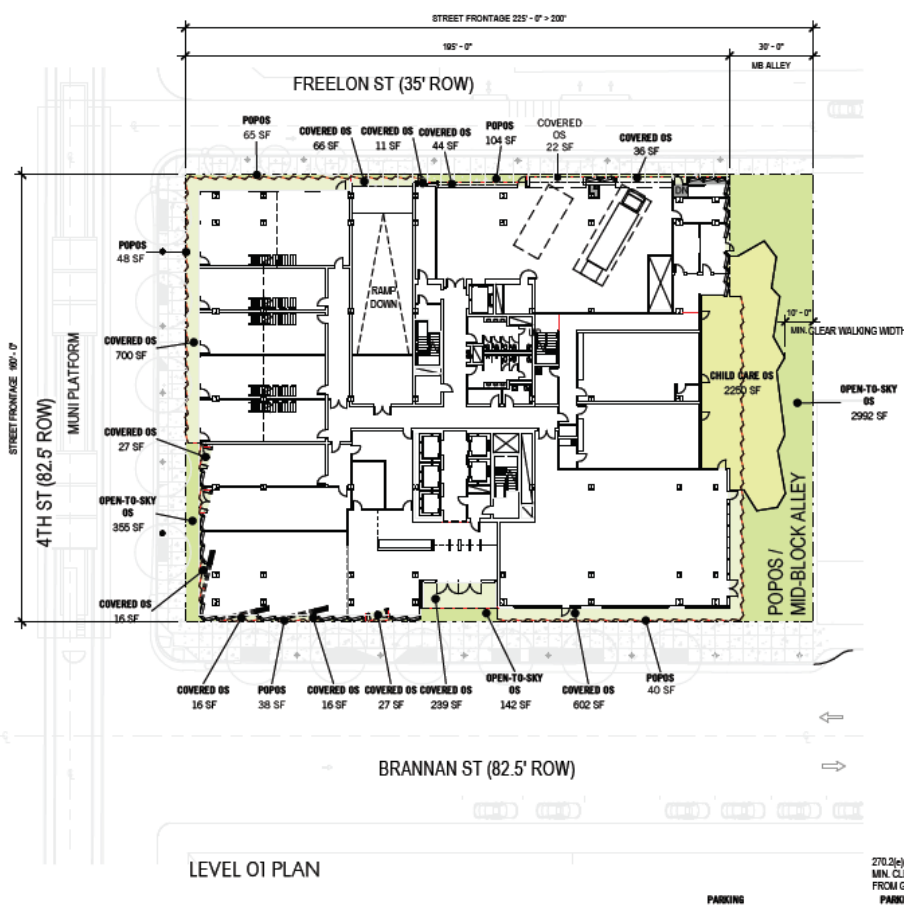 STREET FRONTAGE 225' - 0" > 200'
195' - 0"
30' - 0"
MB ALLEY
FREELON ST (35' ROW)
POPOS
65 SF
COVERED OS
66 SF
COVERED OS
11 SF
COVERED OS
44 SF
POPOS
104 SF
COVERED
OS
22 SF
COVERED OS
36 SF
DN
POPOS
48 SF
RAMP
DOWN
10' - 0"
MIN. CLEAR WALKING WIDTH
COVERED OS
700 SF
CHILD CARE OS
2250 SF
OPEN-TO-SKY
OS
2992 SF
STREET FRONTAGE 160' - 0"
4TH ST (82.5' ROW)
MUNI PLATFORM
COVERED OS
27 SF
OPEN-TO-SKY
OS
355 SF
COVERED OS
16 SF
POPOS /
MID-BLOCK ALLEY
COVERED OS
16 SF
POPOS
38 SF
COVERED OS
16 SF
COVERED OS
27 SF
COVERED OS
239 SF
OPEN-TO-SKY
OS
142 SF
COVERED OS
602 SF
POPOS
40 SF
BRANNAN ST (82.5' ROW)
LEVEL 01 PLAN
270.2(e)
MIN. CL
FROM G
PARKING
PARKI